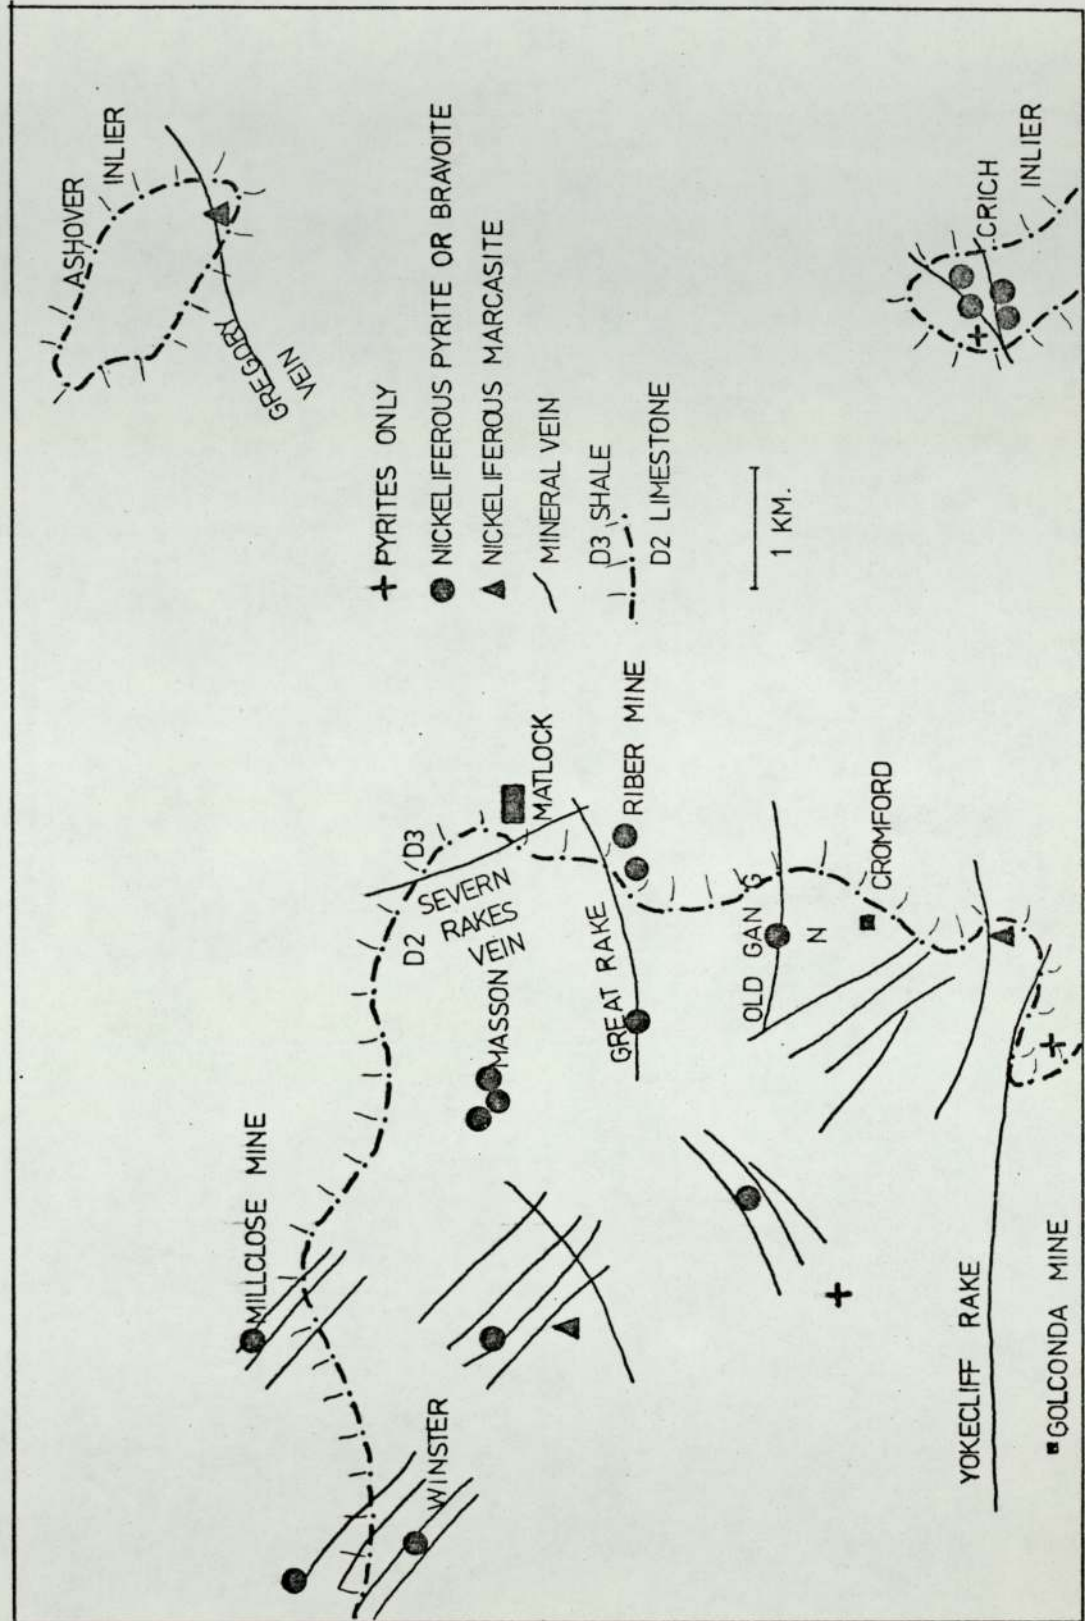 ASHOVER
INLIER
GREGORY
VEIN
PYRITES ONLY
NICKELIFEROUS PYRITE OR BRAVOITE
NICKELIFEROUS MARCASITE
MINERAL VEIN
D3 SHALE
D2 LIMESTONE
1 KM.
CRICH
INLIER
MILLCLOSE MINE
WINSTER
D2
D3
SEVERN
RAKES
VEIN
MATLOCK
MASSON
GREAT RAKE
RIBER MINE
OLD GANG
N
CROMFORD
YOKECLIFF RAKE
GOLCONDA MINE